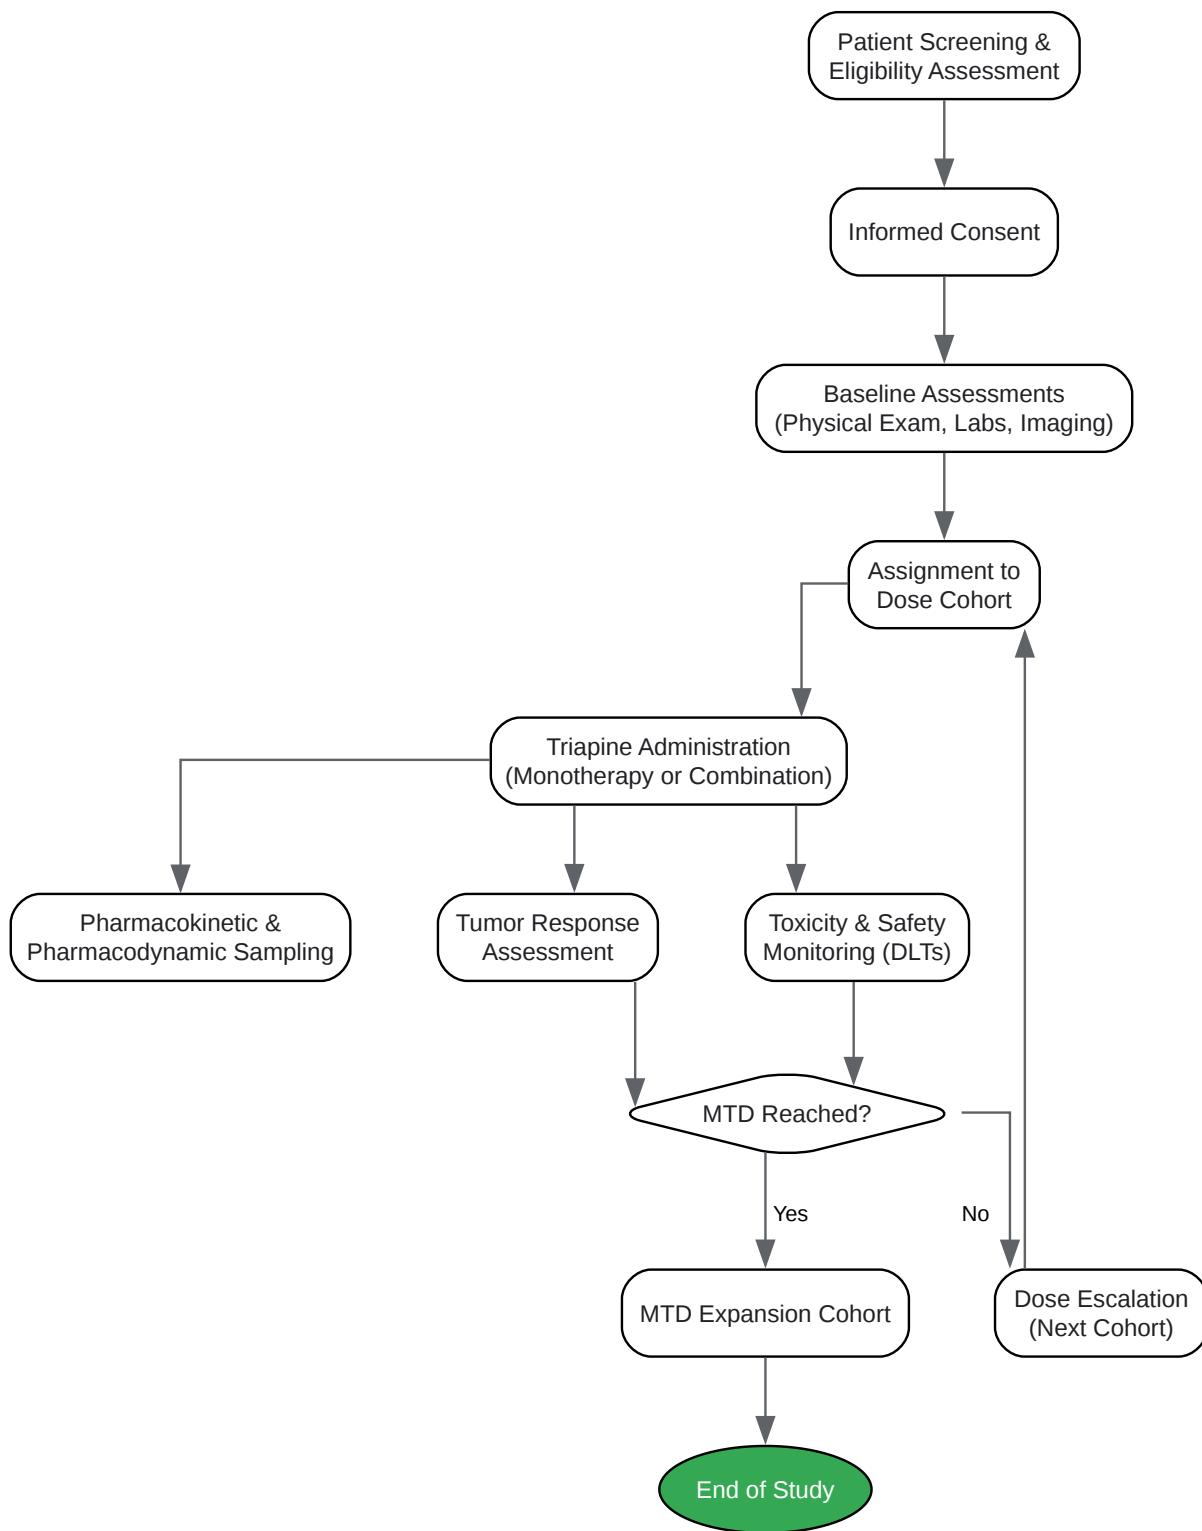 Patient Screening &
Eligibility Assessment
Informed Consent
Baseline Assessments
(Physical Exam, Labs, Imaging)
Assignment to
Dose Cohort
Triapine Administration
(Monotherapy or Combination)
Pharmacokinetic &
Pharmacodynamic Sampling
Tumor Response
Assessment
Toxicity & Safety
Monitoring (DLTs)
MTD Reached?
Yes
No
MTD Expansion Cohort
Dose Escalation
(Next Cohort)
End of Study